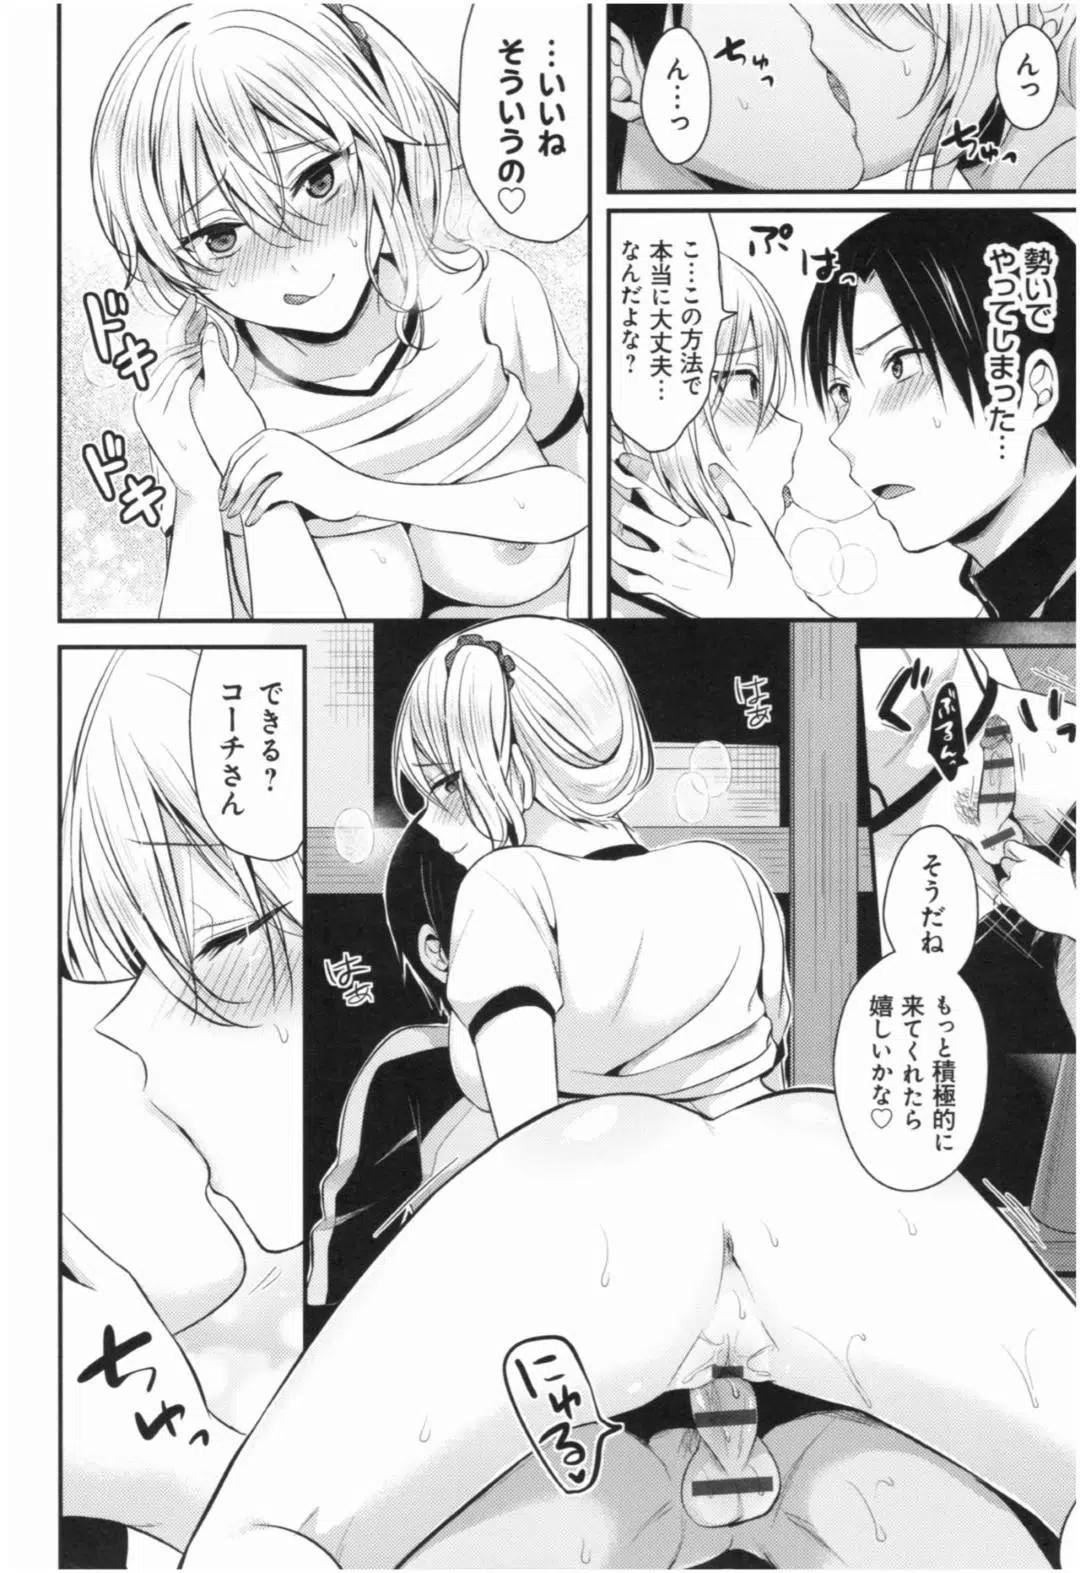 んっ
ちゅっ
ん…っ
ちゅっ
勢いで
やってしまった…
はっ
ぷ
こ…この方法で
本当に大丈夫…
なんだよな？
…いいね
そういうの♡
ドキ
ドキ
ぶるん
そうだね
もっと積極的に
来てくれたら
嬉しいかな♡
はぁ
はぁ
にゅる♥
できる？
コーチさん
ちゅっ